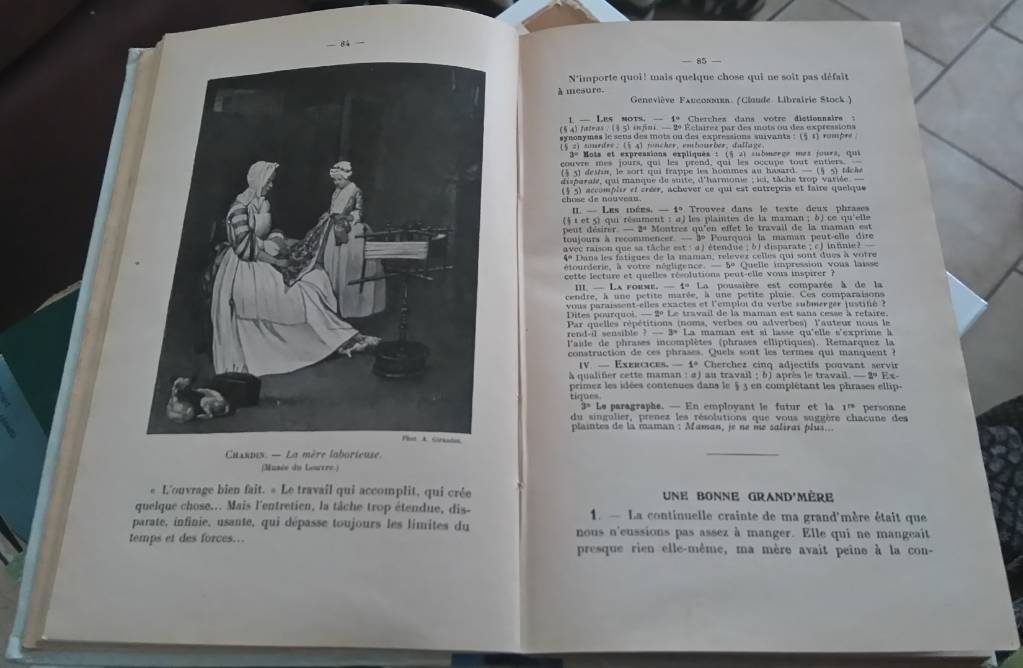 — 84 —
Phot. A. Giraudon.
CHARDIN. — La mère laborieuse.
(Musée du Louvre.)
« L'ouvrage bien fait. » Le travail qui accomplit, qui crée
quelque chose... Mais l'entretien, la tâche trop étendue, dis-
parate, infinie, usante, qui dépasse toujours les limites du
temps et des forces...
— 85 —
N'importe quoi! mais quelque chose qui ne soit pas défait
à mesure.
Geneviève FAUCONNIER. (Claude. Librairie Stock.)
I. — LES MOTS. — 1º Cherchez dans votre dictionnaire :
(§ 4) fatras; (§ 5) infini. — 2º Éclairez par des mots ou des expressions
synonymes le sens des mots ou des expressions suivants : (§ 1) rompre;
(§ 2) sourdre; (§ 4) joncher, embourber, dallage.
3º Mots et expressions expliqués : (§ 2) submerge mes jours, qui
couvre mes jours, qui les prend, qui les occupe tout entiers. —
(§ 5) destin, le sort qui frappe les hommes au hasard. — (§ 5) tâche
disparate, qui manque de suite, d'harmonie ; ici, tâche trop variée. —
(§ 5) accomplir et créer, achever ce qui est entrepris et faire quelque
chose de nouveau.
II. — LES IDÉES. — 1º Trouvez dans le texte deux phrases
(§ 1 et 5) qui résument : a) les plaintes de la maman ; b) ce qu'elle
peut désirer. — 2º Montrez qu'en effet le travail de la maman est
toujours à recommencer. — 3º Pourquoi la maman peut-elle dire
avec raison que sa tâche est : a) étendue ; b) disparate ; c) infinie? —
4º Dans les fatigues de la maman, relevez celles qui sont dues à votre
étourderie, à votre négligence. — 5º Quelle impression vous laisse
cette lecture et quelles résolutions peut-elle vous inspirer ?
III. — LA FORME. — 1º La poussière est comparée à de la
cendre, à une petite marée, à une petite pluie. Ces comparaisons
vous paraissent-elles exactes et l'emploi du verbe submerger justifié ?
Dites pourquoi. — 2º Le travail de la maman est sans cesse à refaire.
Par quelles répétitions (noms, verbes ou adverbes) l'auteur nous le
rend-il sensible ? — 3º La maman est si lasse qu'elle s'exprime à
l'aide de phrases incomplètes (phrases elliptiques). Remarquez la
construction de ces phrases. Quels sont les termes qui manquent ?
IV. — EXERCICES. — 1º Cherchez cinq adjectifs pouvant servir
à qualifier cette maman : a) au travail ; b) après le travail. — 2º Ex-
primez les idées contenues dans le § 3 en complétant les phrases ellip-
tiques.
3º Le paragraphe. — En employant le futur et la 1re personne
du singulier, prenez les résolutions que vous suggère chacune des
plaintes de la maman : Maman, je ne me salirai plus...
UNE BONNE GRAND'MÈRE
1. — La continuelle crainte de ma grand'mère était que
nous n'eussions pas assez à manger. Elle qui ne mangeait
presque rien elle-même, ma mère avait peine à la con-